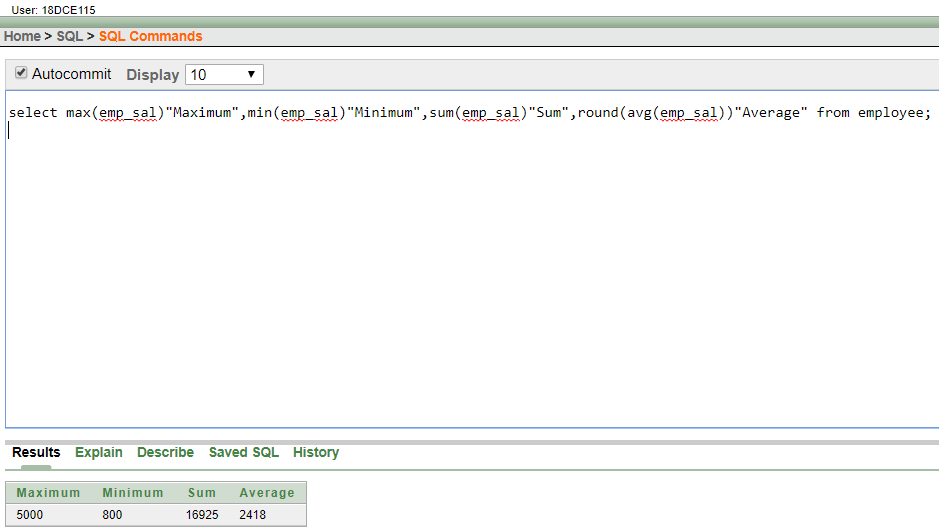 User: 18DCE115
Home > SQL > SQL Commands
Autocommit Display 10
select max(emp_sal)"Maximum",min(emp_sal)"Minimum",sum(emp_sal)"Sum",round(avg(emp_sal))"Average" from employee;
Results Explain Describe Saved SQL History
Maximum Minimum Sum Average
5000 800 16925 2418